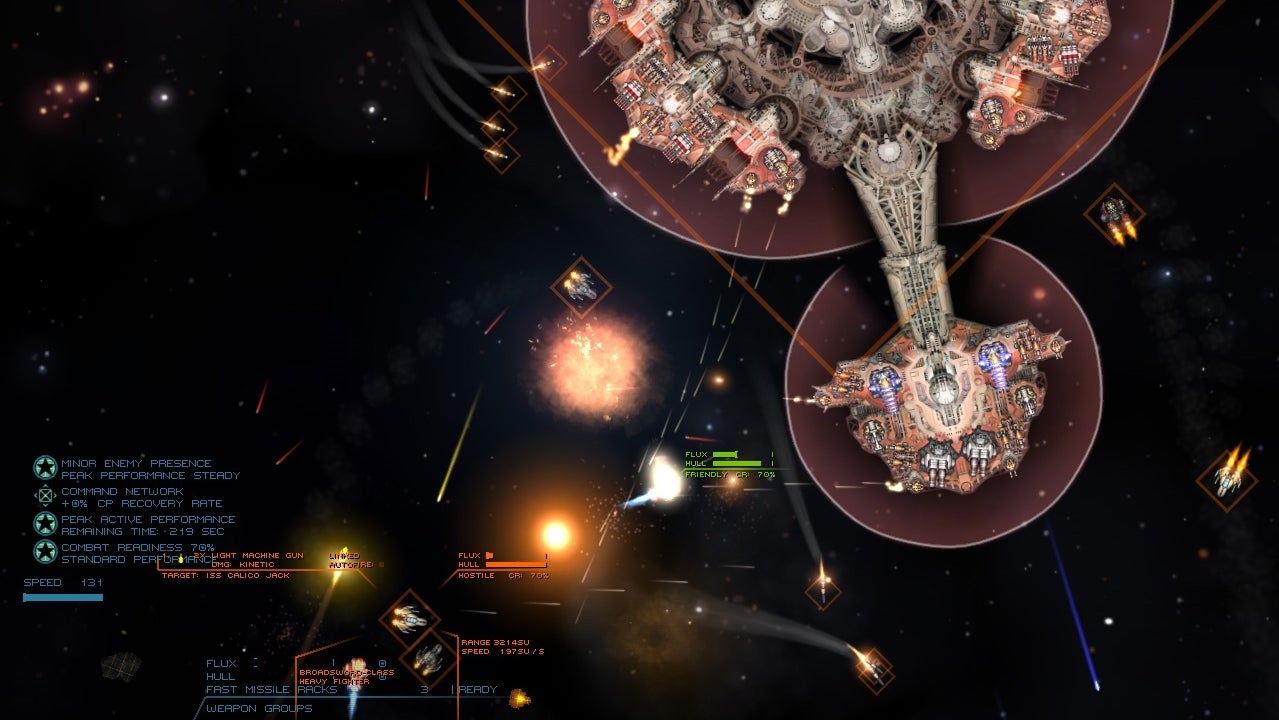 FLUX
HULL
FRIENDLY CR: 70%
MINOR ENEMY PRESENCE
PEAK PERFORMANCE STEADY
COMMAND NETWORK
+0% CP RECOVERY RATE
PEAK ACTIVE PERFORMANCE
REMAINING TIME: 219 SEC
COMBAT READINESS 70%
STANDARD PERFORMANCE
2X LIGHT MACHINE GUN
DMG: KINETIC
LINKED
AUTOFIRE:
TARGET: ISS CALICO JACK
FLUX
HULL
HOSTILE CR: 70%
SPEED 131
RANGE 3214SU
SPEED 197SU/S
BROADSWORD-CLASS
HEAVY FIGHTER
FLUX
HULL
FAST MISSILE RACKS 3 READY
WEAPON GROUPS